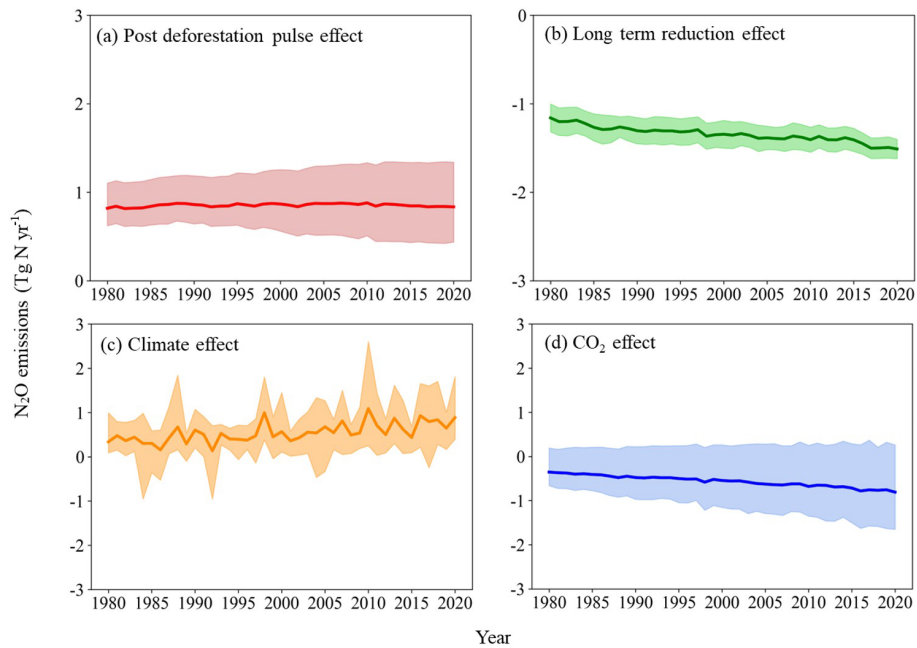 N₂O emissions (Tg N yr⁻¹)
(a) Post deforestation pulse effect
3
2
1
0
1980 1985 1990 1995 2000 2005 2010 2015 2020
(b) Long term reduction effect
-0
-1
-2
-3
1980 1985 1990 1995 2000 2005 2010 2015 2020
(c) Climate effect
3
2
1
0
-1
-2
-3
1980 1985 1990 1995 2000 2005 2010 2015 2020
(d) CO₂ effect
3
2
1
0
-1
-2
-3
1980 1985 1990 1995 2000 2005 2010 2015 2020
Year